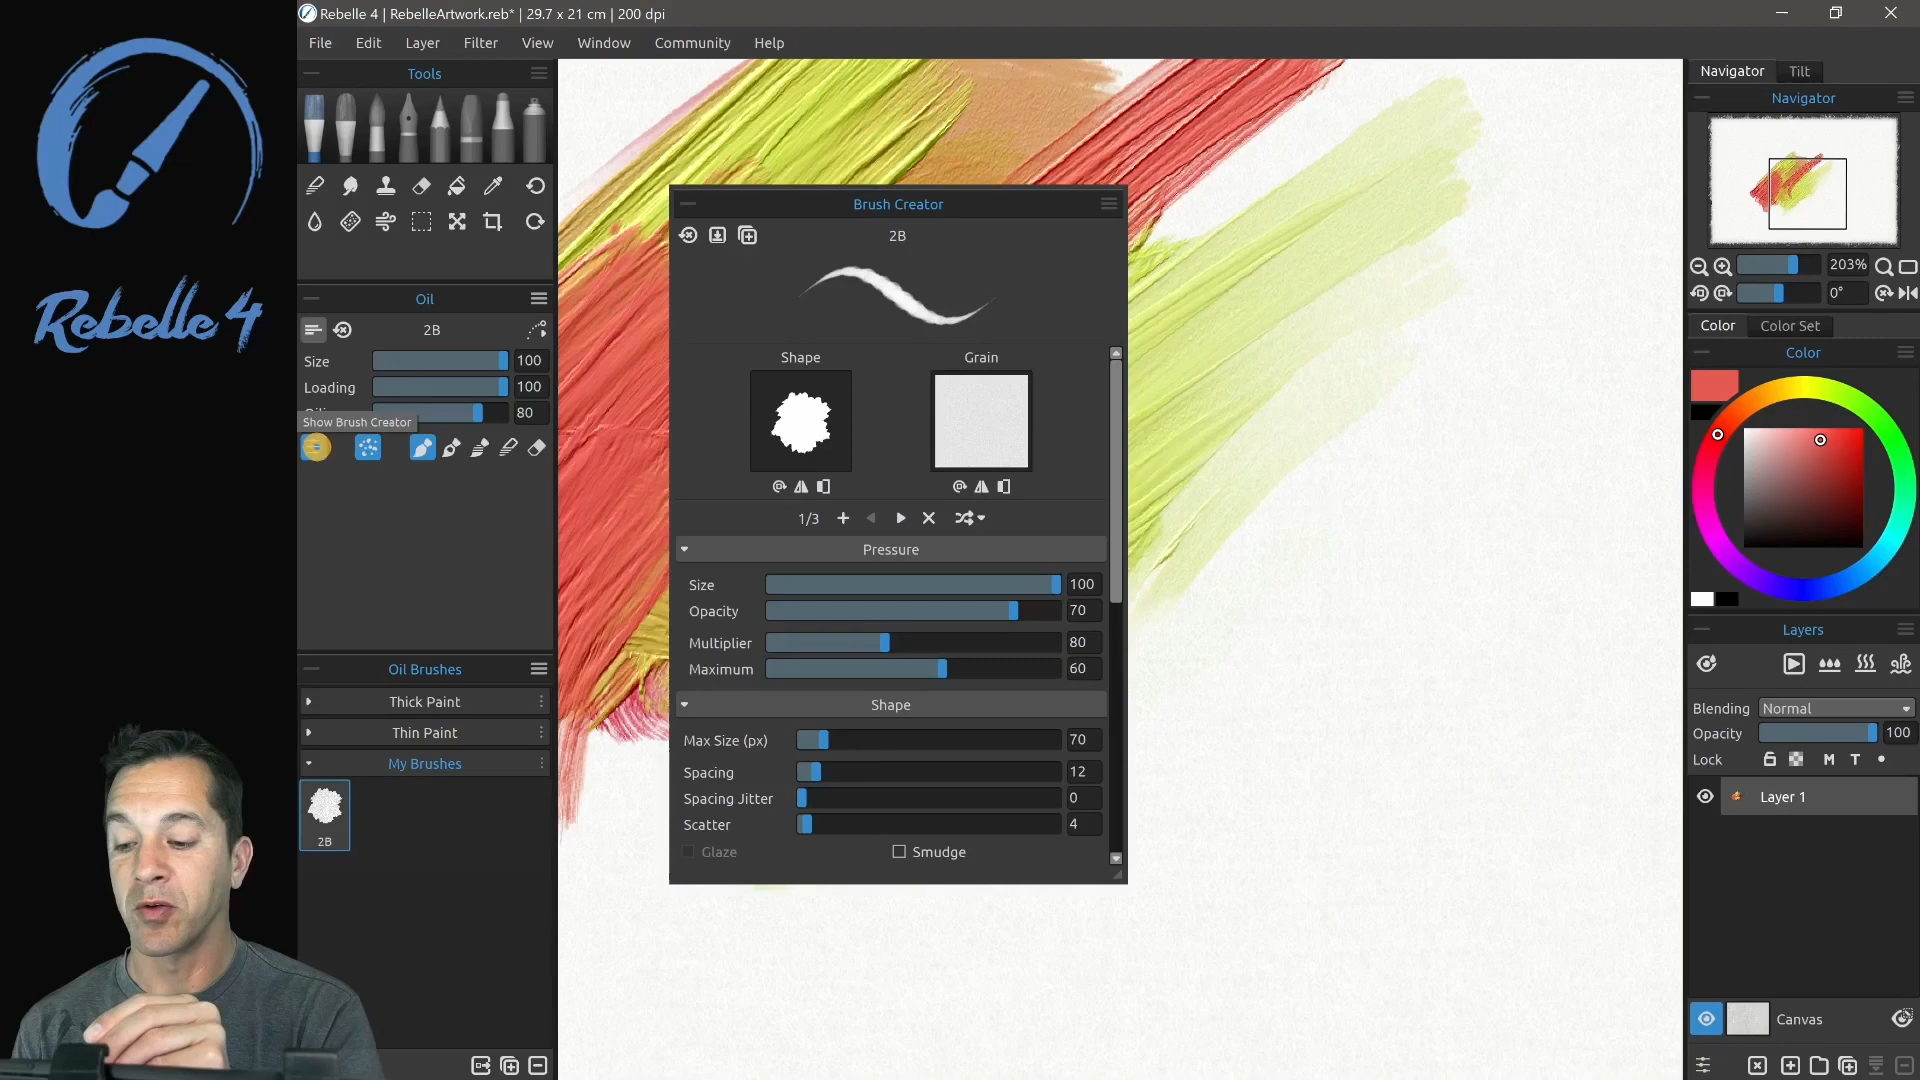 Rebelle 4 | RebelleArtwork.reb* | 29.7 x 21 cm | 200 dpi
File Edit Layer Filter View Window Community Help
Rebelle 4
Tools
Oil
2B
Size 100
Loading 100
80
Show Brush Creator
Oil Brushes
Thick Paint
Thin Paint
My Brushes
2B
Brush Creator
2B
Shape Grain
1/3
Pressure
Size 100
Opacity 70
Multiplier 80
Maximum 60
Shape
Max Size (px) 70
Spacing 12
Spacing Jitter 0
Scatter 4
Glaze Smudge
Navigator Tilt
Navigator
203%
0°
Color Color Set
Color
Layers
Blending Normal
Opacity 100
Lock M T
Layer 1
Canvas